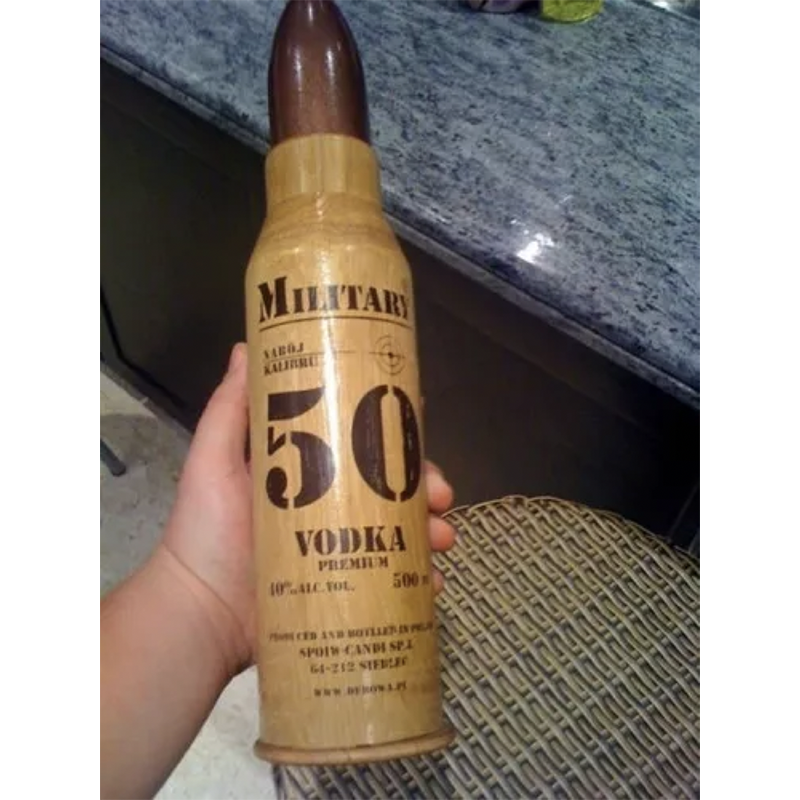 MILITARY
NABÓJ
KALIBRU
50
VODKA
PREMIUM
40% ALC. VOL. 500
PRODUCED AND BOTTLED IN
SPOIW-CANDI SP.J.
64-212 SIEDLEC
WWW.DEBOWA.PL